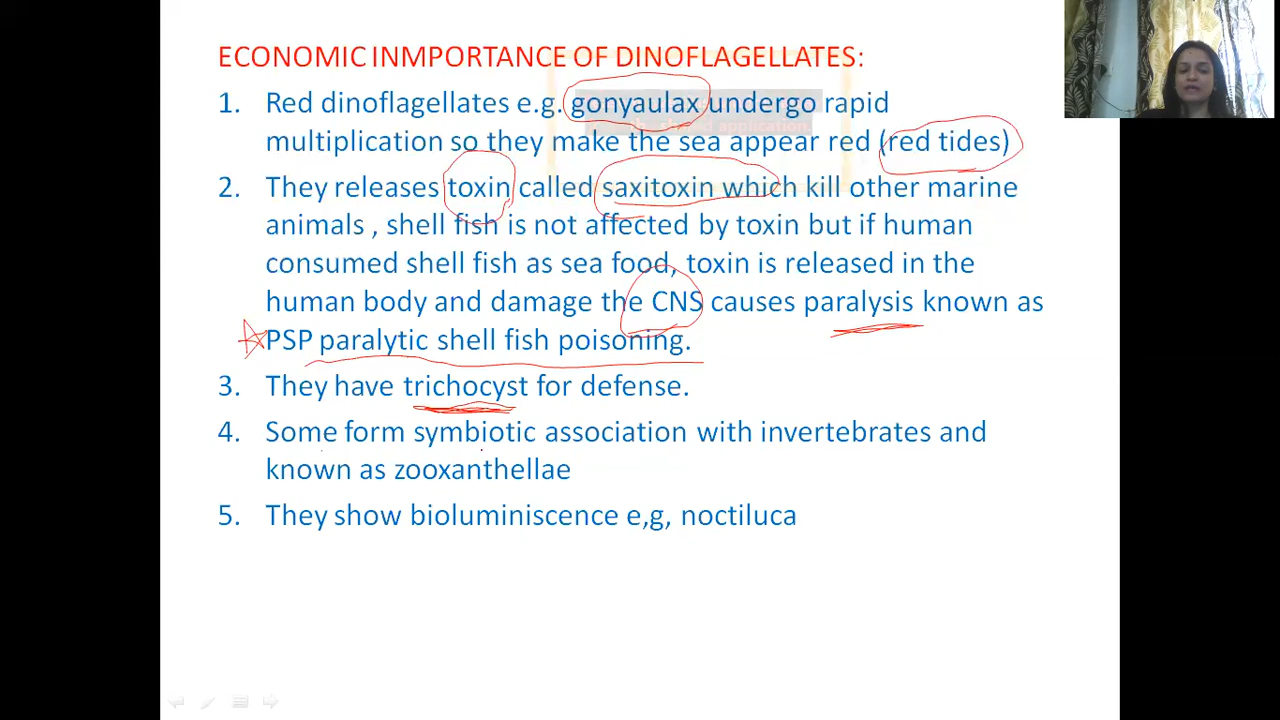 ECONOMIC INMPORTANCE OF DINOFLAGELLATES:
1. Red dinoflagellates e.g. gonyaulax undergo rapid
multiplication so they make the sea appear red (red tides)
2. They releases toxin called saxitoxin which kill other marine
animals , shell fish is not affected by toxin but if human
consumed shell fish as sea food, toxin is released in the
human body and damage the CNS causes paralysis known as
PSP paralytic shell fish poisoning.
3. They have trichocyst for defense.
4. Some form symbiotic association with invertebrates and
known as zooxanthellae
5. They show bioluminiscence e,g, noctiluca